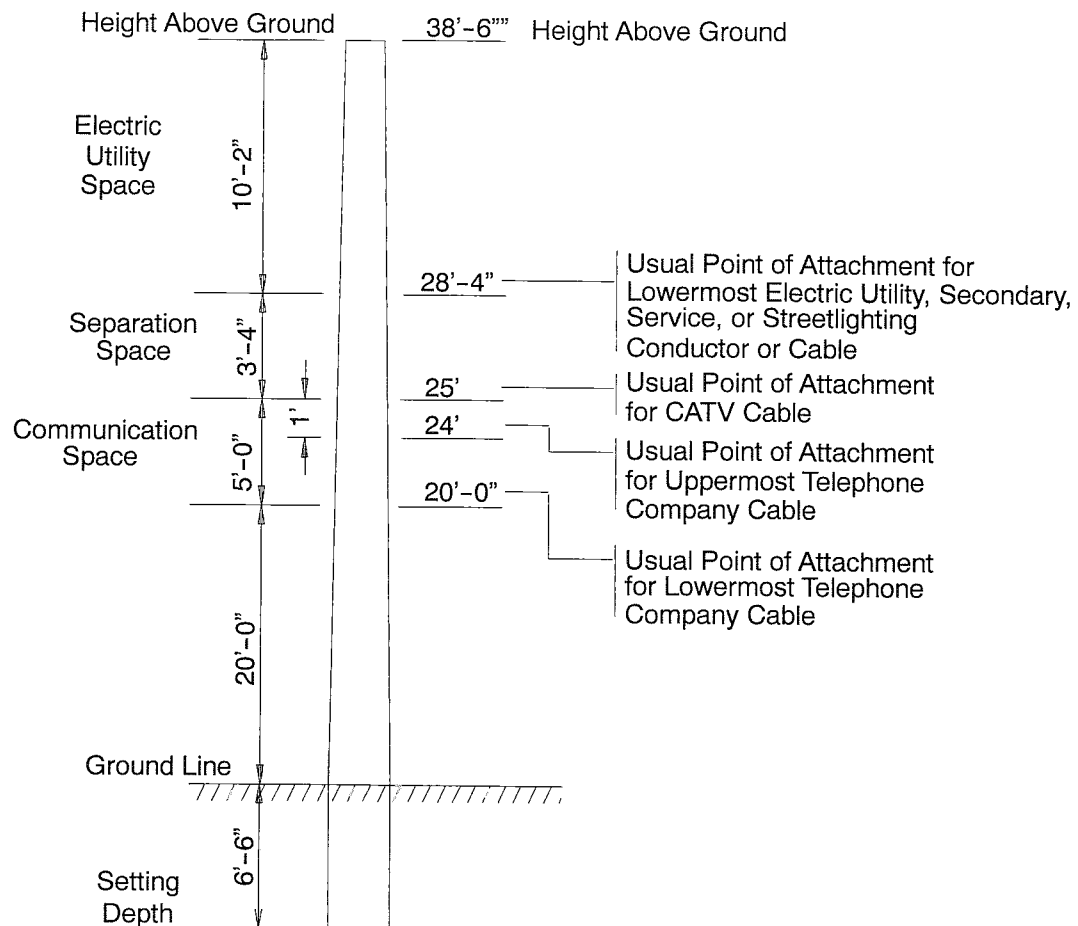 Height Above Ground
38'-6"" Height Above Ground
Electric
Utility
Space
10'-2"
28'-4"
Usual Point of Attachment for
Lowermost Electric Utility, Secondary,
Service, or Streetlighting
Conductor or Cable
Separation
Space
3'-4"
25'
Usual Point of Attachment
for CATV Cable
1'
24'
Usual Point of Attachment
for Uppermost Telephone
Company Cable
Communication
Space
5'-0"
20'-0"
Usual Point of Attachment
for Lowermost Telephone
Company Cable
20'-0"
Ground Line
6'-6"
Setting
Depth